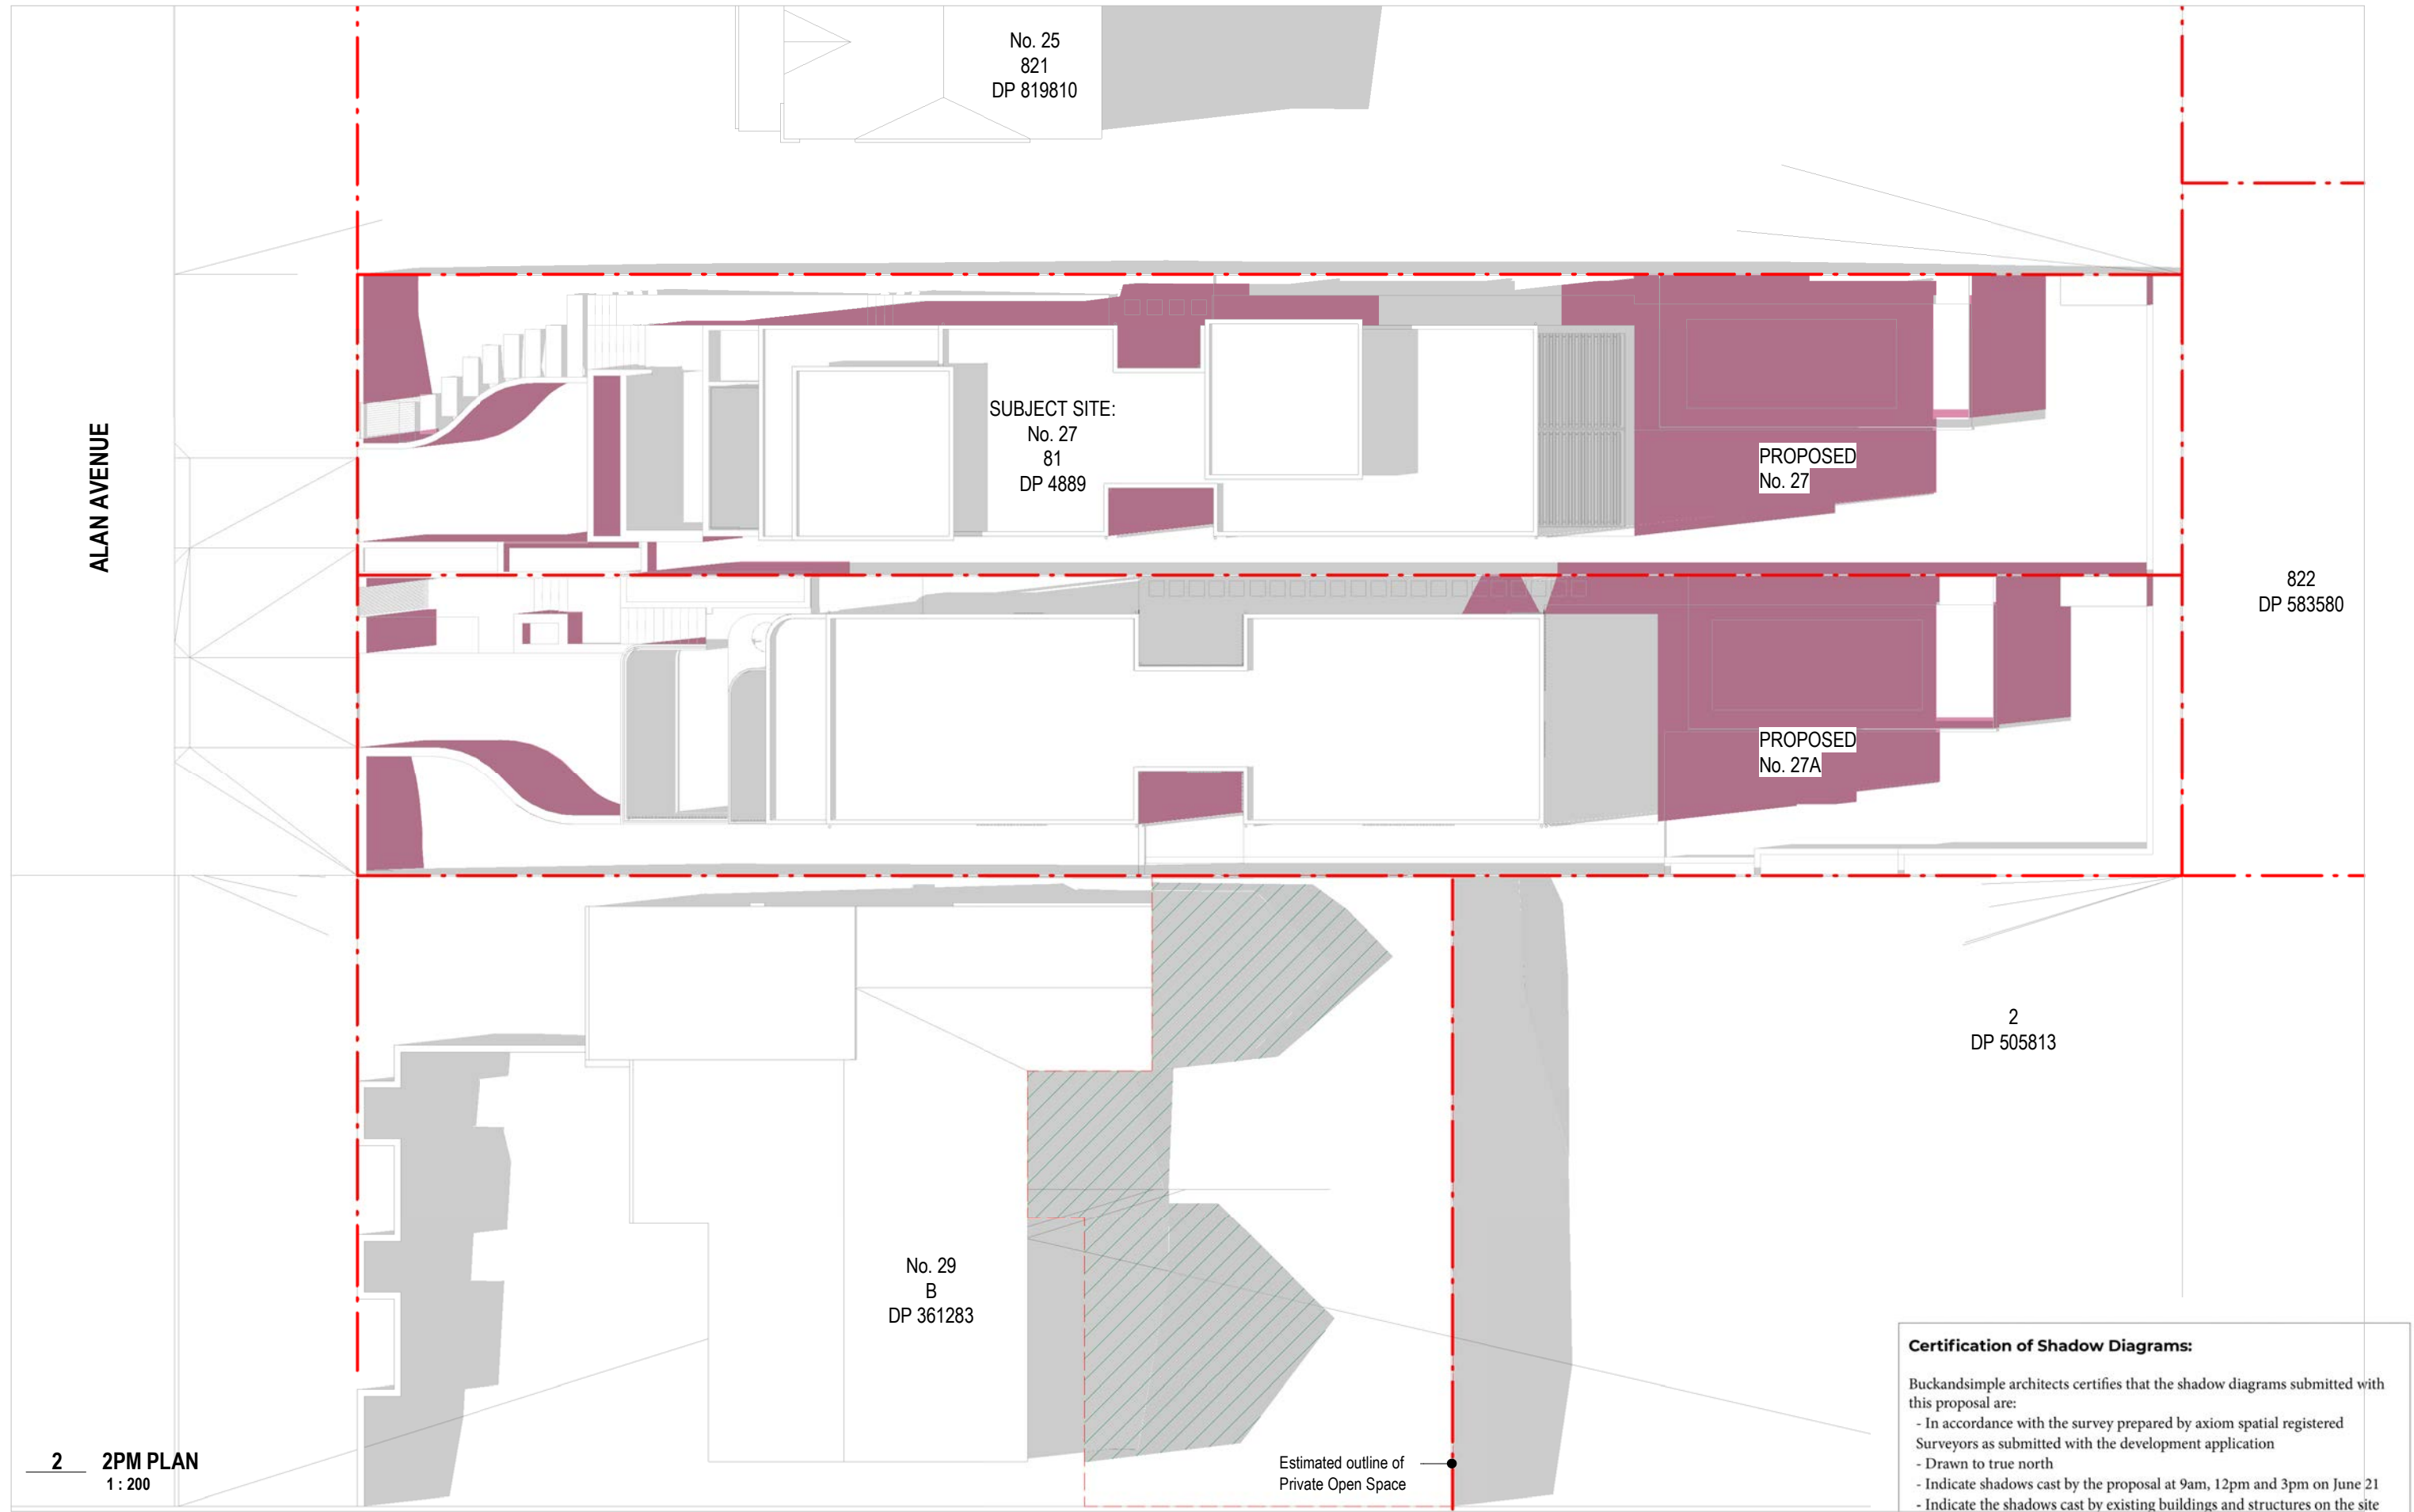 No. 25
821
DP 819810
ALAN AVENUE
SUBJECT SITE:
No. 27
81
DP 4889
PROPOSED
No. 27
822
DP 583580
PROPOSED
No. 27A
2
DP 505813
No. 29
B
DP 361283
Estimated outline of
Private Open Space
2 2PM PLAN
1 : 200
Certification of Shadow Diagrams:
Buckandsimple architects certifies that the shadow diagrams submitted with
this proposal are:
- In accordance with the survey prepared by axiom spatial registered
Surveyors as submitted with the development application
- Drawn to true north
- Indicate shadows cast by the proposal at 9am, 12pm and 3pm on June 21
- Indicate the shadows cast by existing buildings and structures on the site